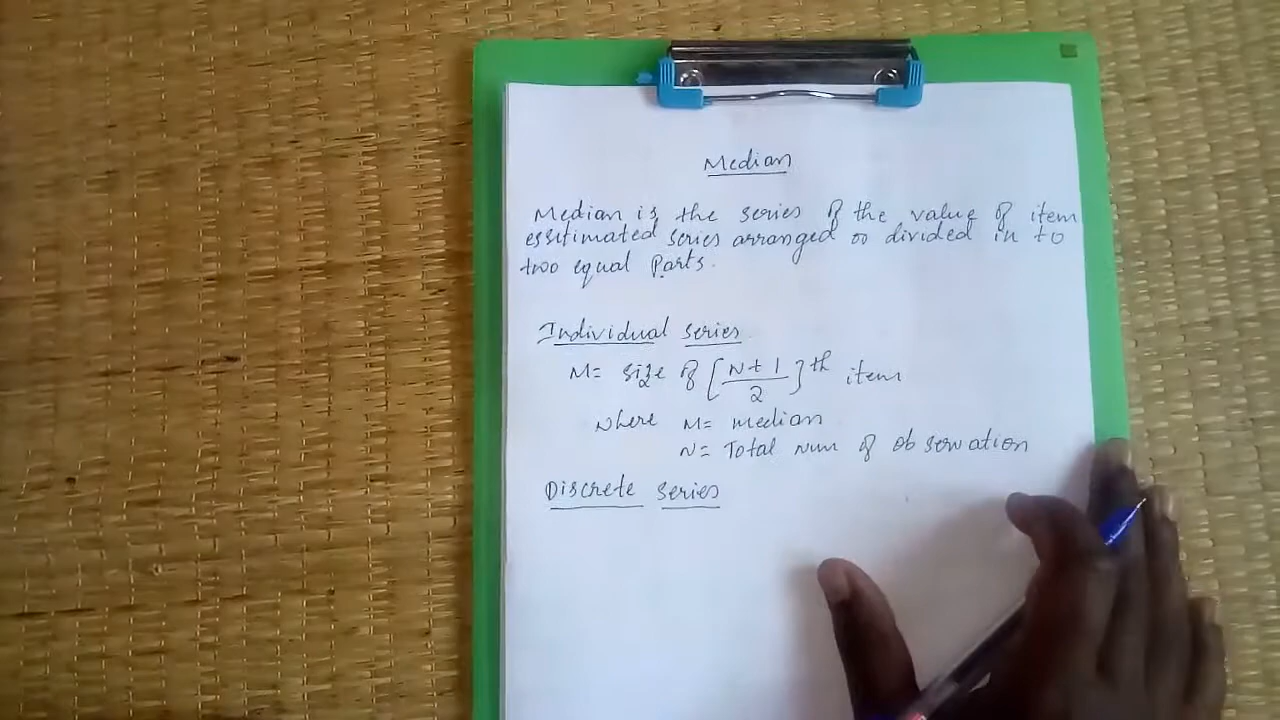 Median
Median is the series of the value of item
essitimated series arranged or divided in to
two equal parts.
Individual series
M= size of [N+1/2]th item
where M= median
N= Total num of observation
Discrete series